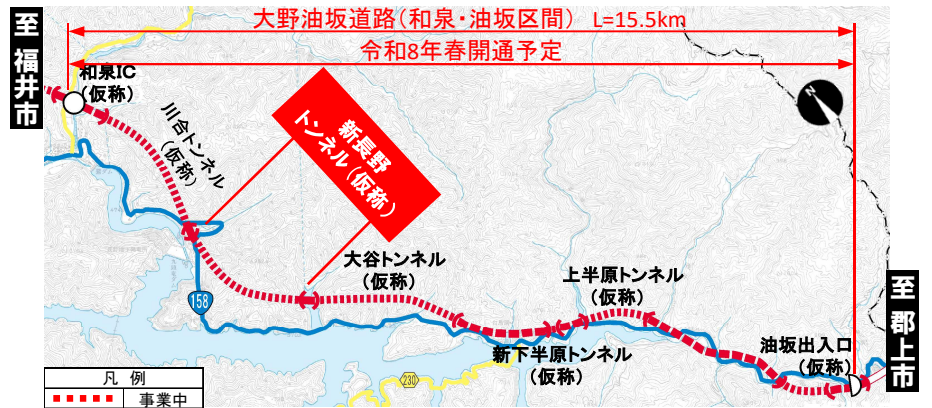 大野油坂道路(和泉・油坂区間) L=15.5km
令和8年春開通予定
至 福井市
和泉IC
(仮称)
川合トンネル
(仮称)
新長野
トンネル(仮称)
N
大谷トンネル
(仮称)
上半原トンネル
(仮称)
至 郡上市
158
新下半原トンネル
(仮称)
油坂出入口
(仮称)
230
凡 例
事業中